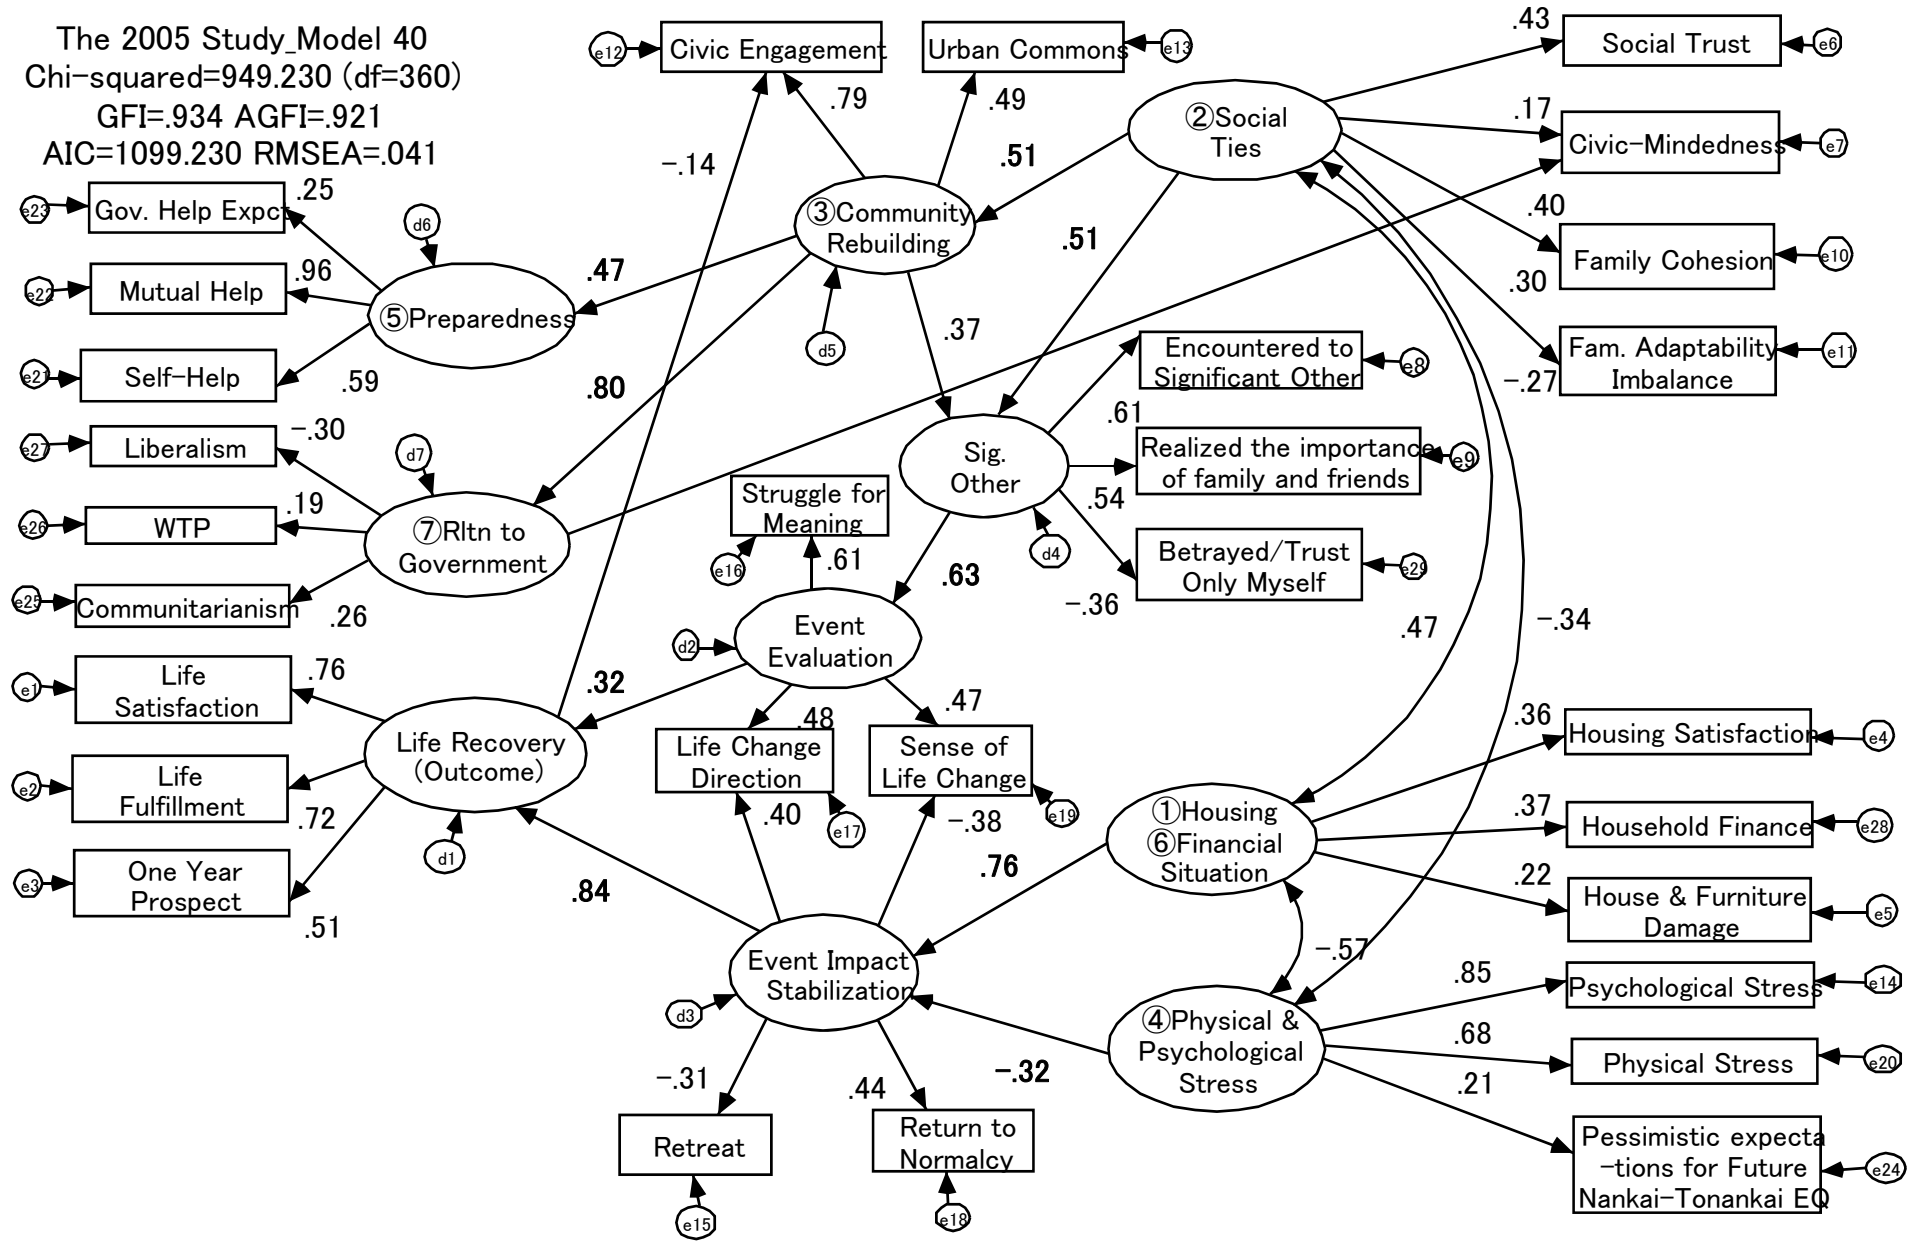 The 2005 Study_Model 40
Chi-squared=949.230 (df=360)
GFI=.934 AGFI=.921
AIC=1099.230 RMSEA=.041
e12
Civic Engagement
Urban Commons
e13
.43
Social Trust
e6
.79
.49
②Social
Ties
.17
Civic-Mindedness
e7
-.14
.51
e23
Gov. Help Expct
.25
d6
③Community
Rebuilding
.51
.40
Family Cohesion
e10
e22
Mutual Help
.96
.47
.30
⑤Preparedness
d5
.37
Encountered to
Significant Other
e8
Fam. Adaptability
Imbalance
e11
-.27
e21
Self-Help
.59
.80
.61
e27
Liberalism
-.30
d7
Sig.
Other
Realized the importance
of family and friends
e9
.54
e26
WTP
.19
Struggle for
Meaning
⑦Rltn to
Government
e16
.61
.63
d4
Betrayed/Trust
Only Myself
e29
-.36
e25
Communitarianism
.26
.47
-.34
d2
Event
Evaluation
e1
Life
Satisfaction
.76
.32
.47
.48
.36
Housing Satisfaction
e4
Life Recovery
(Outcome)
Life Change
Direction
Sense of
Life Change
e2
Life
Fulfillment
.72
.40
e17
-.38
e19
①Housing
⑥Financial
Situation
.37
Household Finance
e28
d1
.76
e3
One Year
Prospect
.51
.84
.22
House & Furniture
Damage
e5
-.57
Event Impact
Stabilization
d3
.85
Psychological Stress
e14
④Physical &
Psychological
Stress
.68
Physical Stress
e20
-.31
.44
-.32
.21
Retreat
e15
Return to
Normalcy
e18
Pessimistic expecta
-tions for Future
Nankai-Tonankai EQ
e24